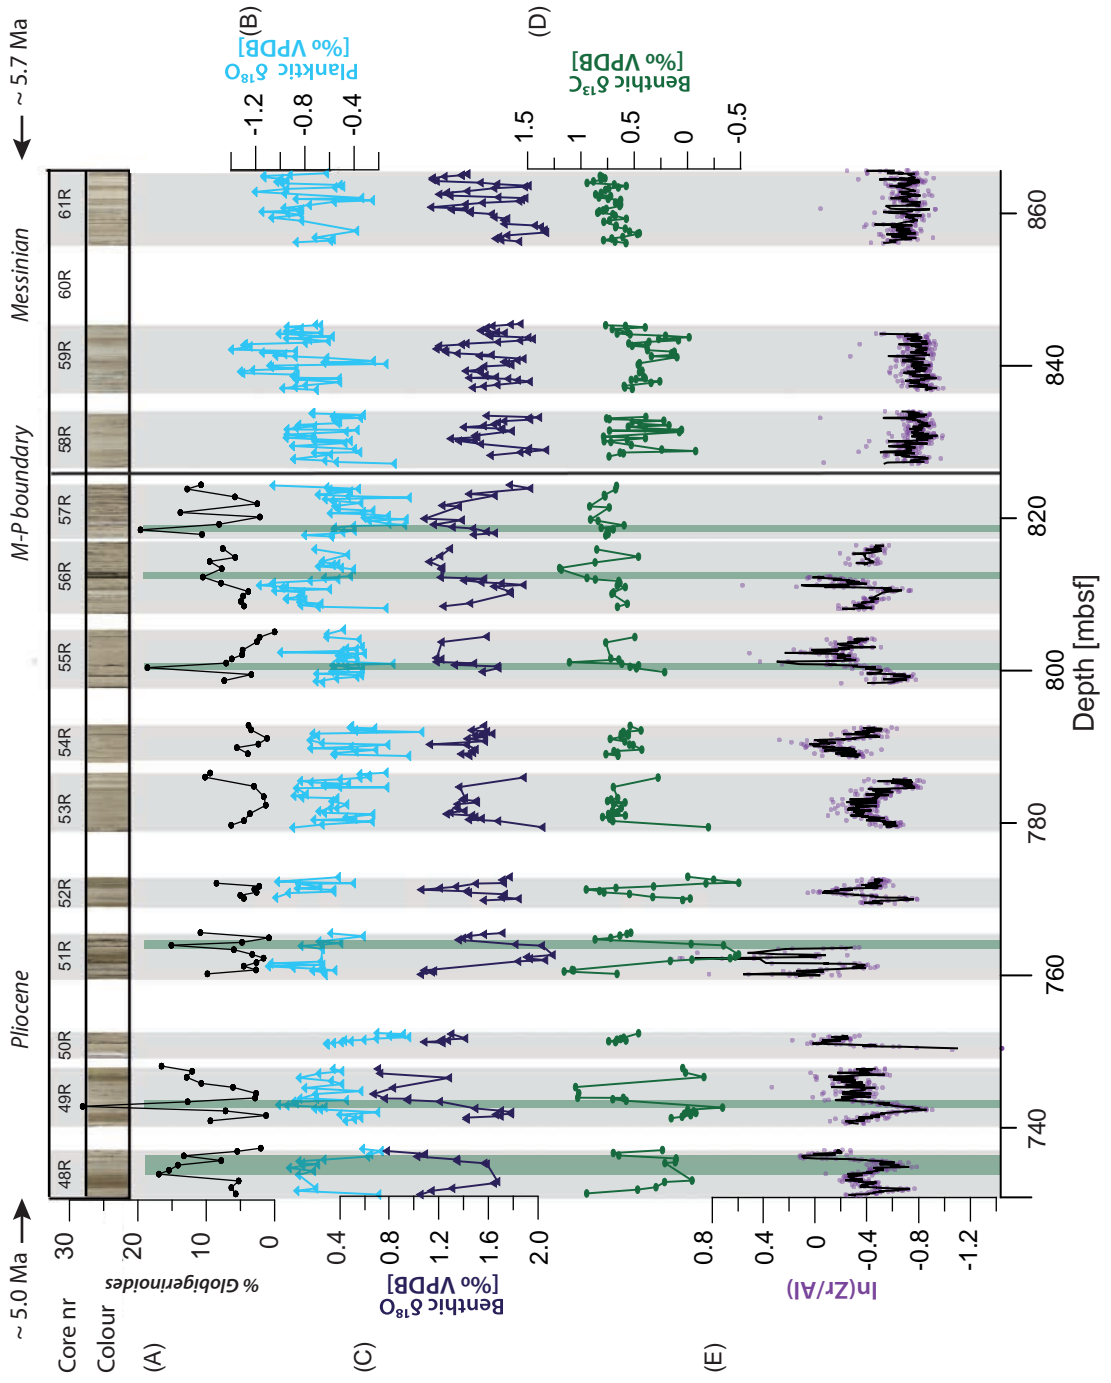 ~ 5.0 Ma
Pliocene
M-P boundary
Messinian
~ 5.7 Ma
Core nr
48R
49R
50R
51R
52R
53R
54R
55R
56R
57R
58R
59R
60R
61R
Colour
(A)
% Globigerinoides
30
20
10
0
(B)
Planktic δ18O
[‰ VPDB]
-1.2
-0.8
-0.4
(C)
Benthic δ18O
[‰ VPDB]
0.4
0.8
1.2
1.6
2.0
(D)
Benthic δ13C
[‰ VPDB]
1.5
1
0.5
0
-0.5
(E)
ln(Zr/Al)
0.8
0.4
0
-0.4
-0.8
-1.2
740
760
780
800
820
840
860
Depth [mbsf]